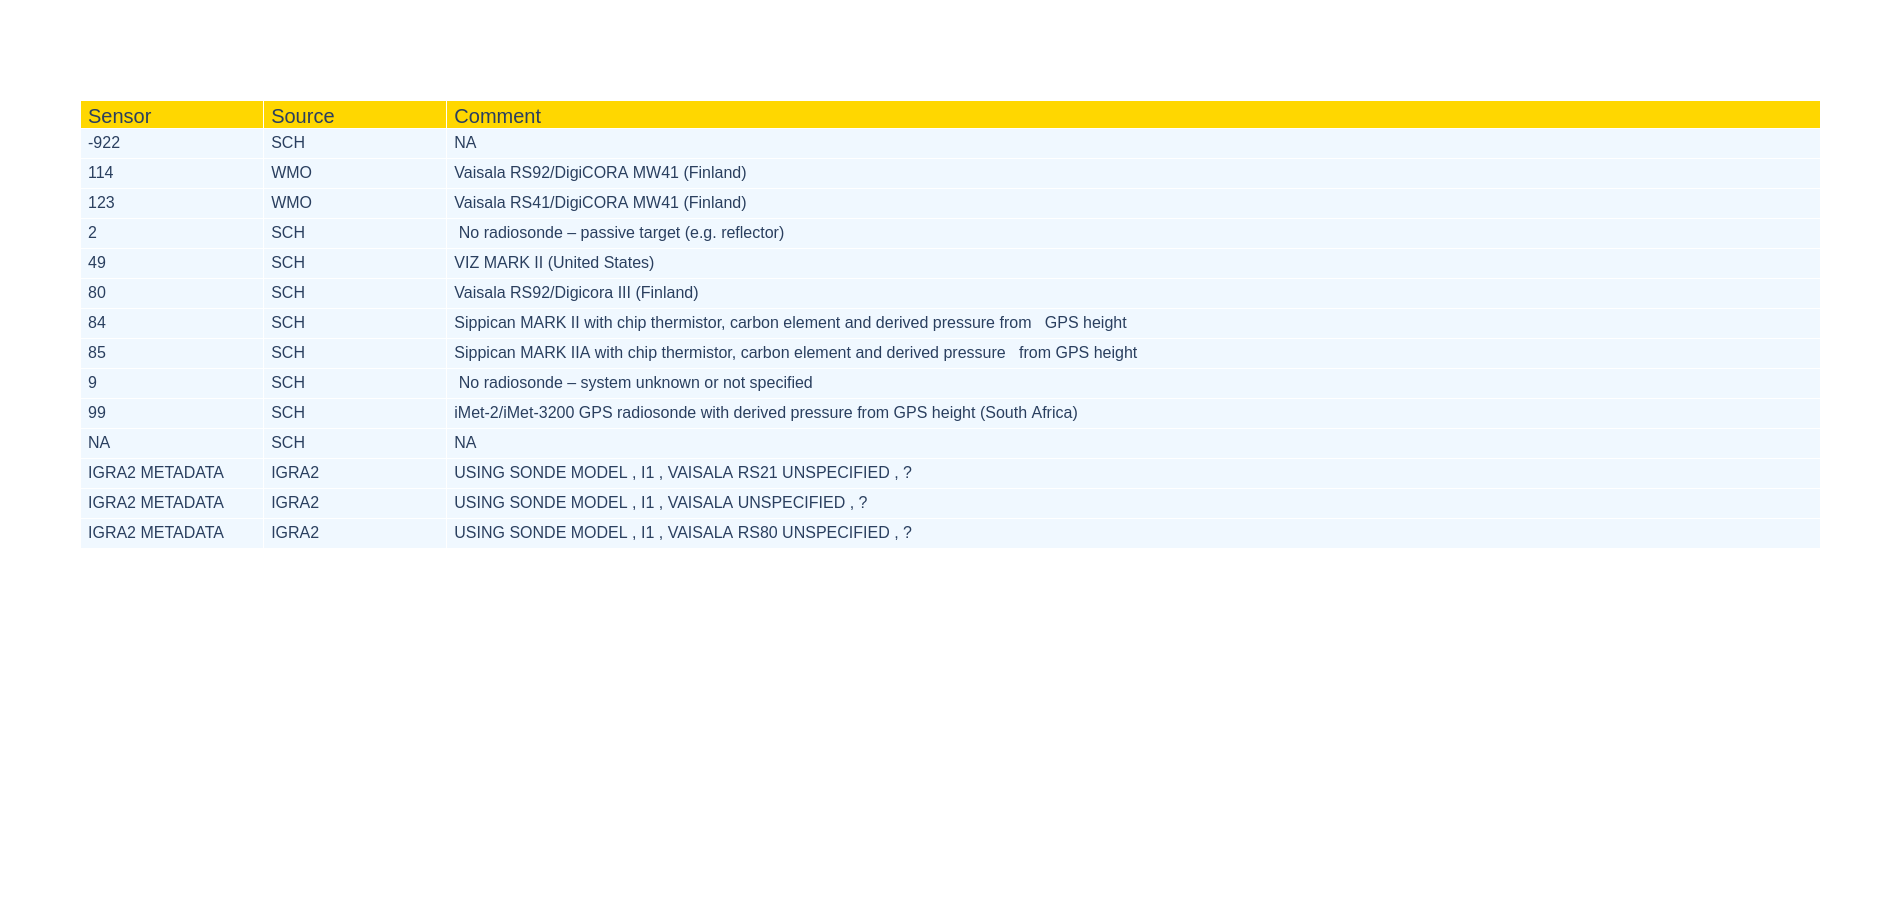 Sensor Source Comment
-922 SCH NA
114 WMO Vaisala RS92/DigiCORA MW41 (Finland)
123 WMO Vaisala RS41/DigiCORA MW41 (Finland)
2 SCH No radiosonde – passive target (e.g. reflector)
49 SCH VIZ MARK II (United States)
80 SCH Vaisala RS92/Digicora III (Finland)
84 SCH Sippican MARK II with chip thermistor, carbon element and derived pressure from   GPS height
85 SCH Sippican MARK IIA with chip thermistor, carbon element and derived pressure   from GPS height
9 SCH No radiosonde – system unknown or not specified
99 SCH iMet-2/iMet-3200 GPS radiosonde with derived pressure from GPS height (South Africa)
NA SCH NA
IGRA2 METADATA IGRA2 USING SONDE MODEL , I1 , VAISALA RS21 UNSPECIFIED , ?
IGRA2 METADATA IGRA2 USING SONDE MODEL , I1 , VAISALA UNSPECIFIED , ?
IGRA2 METADATA IGRA2 USING SONDE MODEL , I1 , VAISALA RS80 UNSPECIFIED , ?